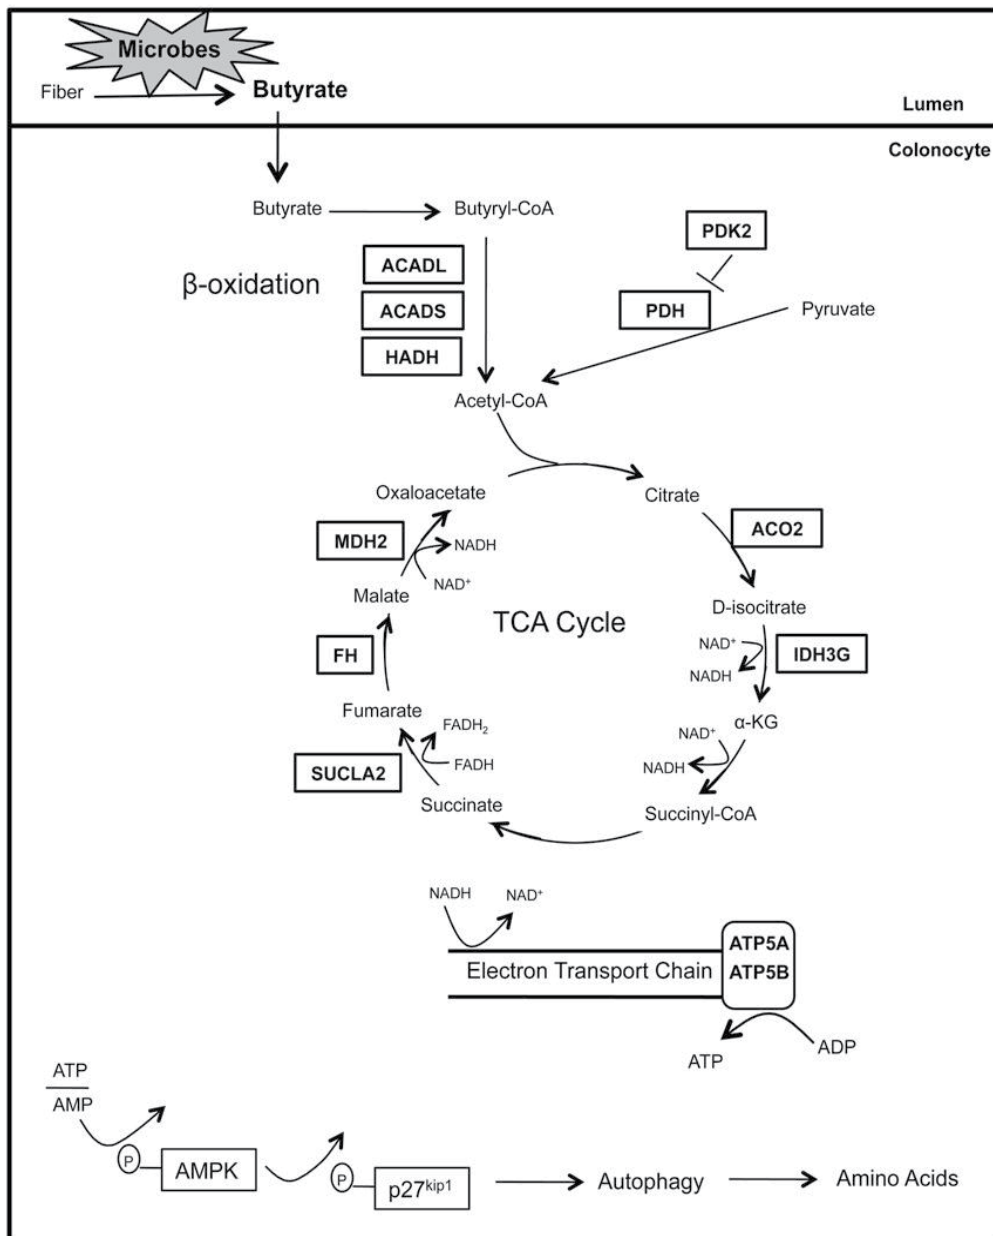 Microbes
Fiber
Butyrate
Lumen
Colonocyte
Butyrate
Butyryl-CoA
PDK2
ACADL
β-oxidation
ACADS
PDH
Pyruvate
HADH
Acetyl-CoA
Oxaloacetate
Citrate
MDH2
NADH
ACO2
NAD⁺
Malate
D-isocitrate
TCA Cycle
NAD⁺
FH
IDH3G
NADH
Fumarate
α-KG
FADH₂
NAD⁺
SUCLA2
FADH
NADH
Succinate
Succinyl-CoA
NADH
NAD⁺
ATP5A
Electron Transport Chain
ATP5B
ATP
ADP
ATP
AMP
P
AMPK
P
p27ᵏⁱᵖ¹
Autophagy
Amino Acids